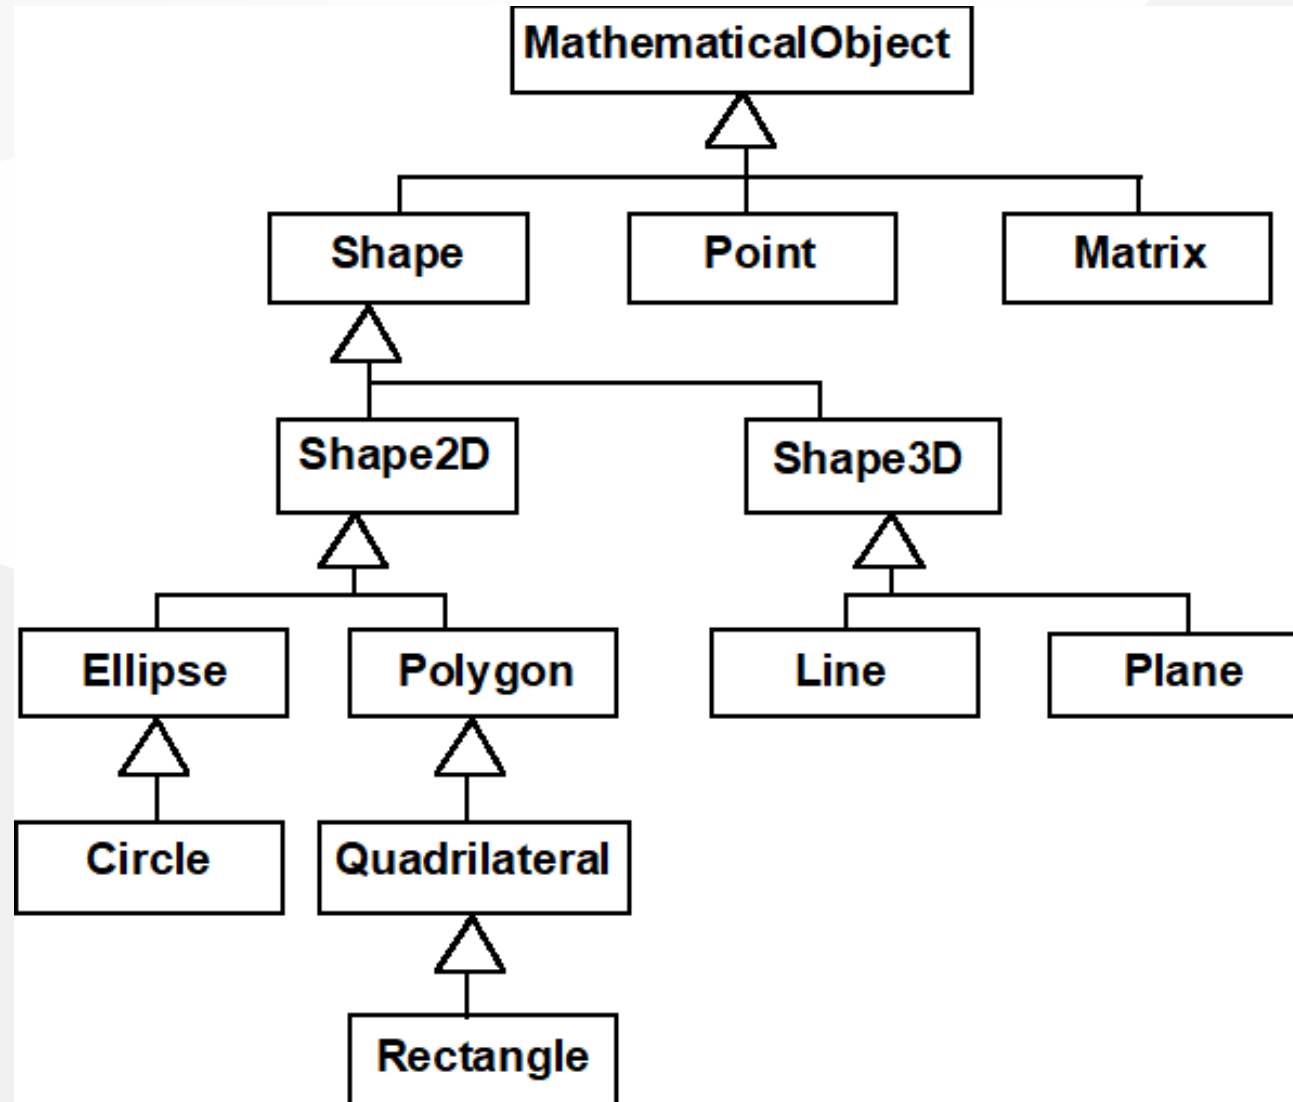 MathematicalObject
Shape
Point
Matrix
Shape2D
Shape3D
Ellipse
Polygon
Line
Plane
Circle
Quadrilateral
Rectangle